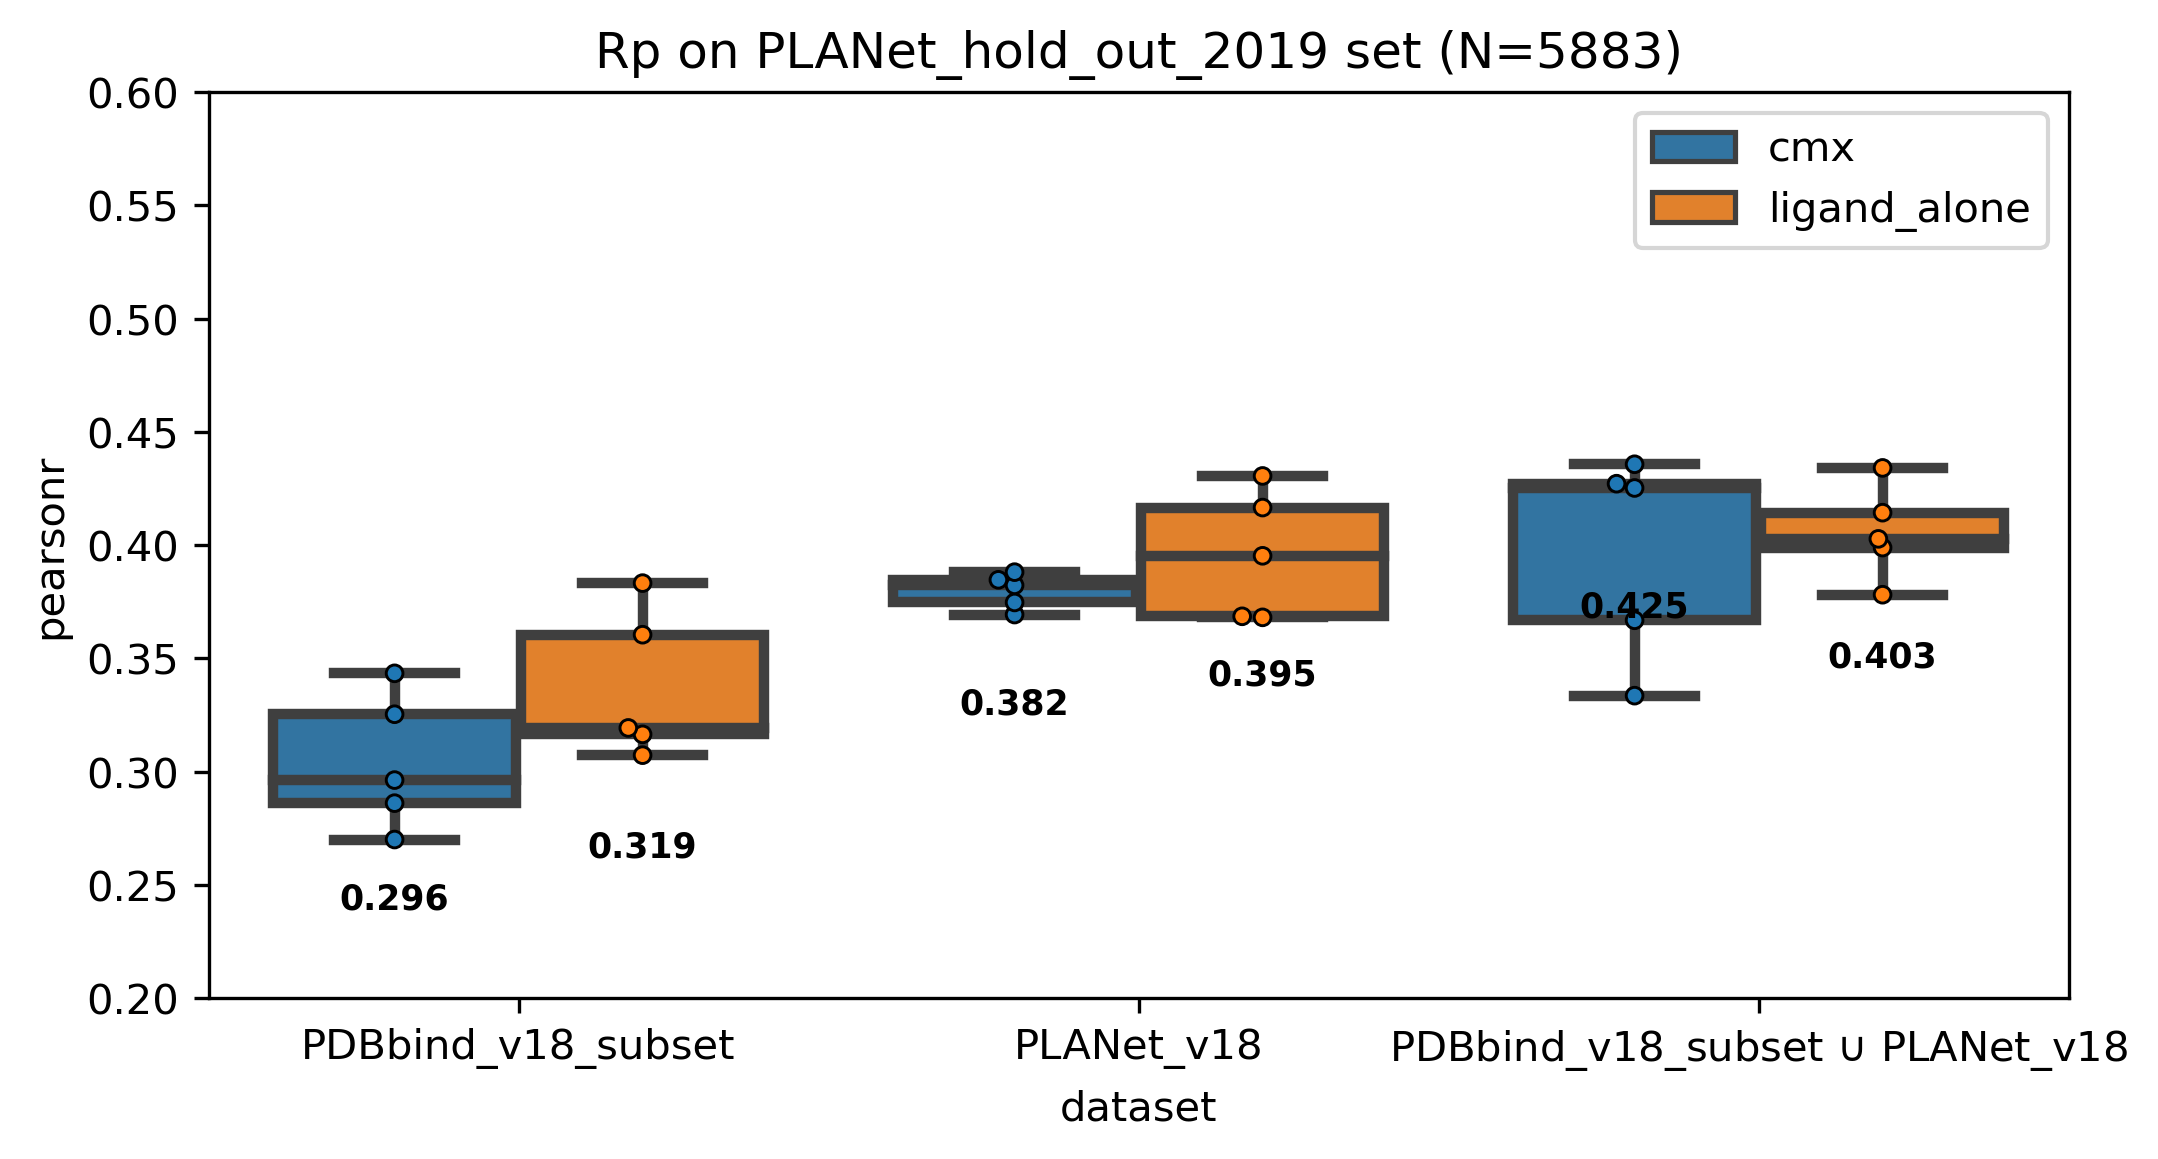 Rp on PLANet_hold_out_2019 set (N=5883)
cmx
ligand_alone
0.60
0.55
0.50
0.45
0.40
0.35
0.30
0.25
0.20
pearsonr
0.296
0.319
0.382
0.395
0.425
0.403
PDBbind_v18_subset
PLANet_v18
PDBbind_v18_subset ∪ PLANet_v18
dataset